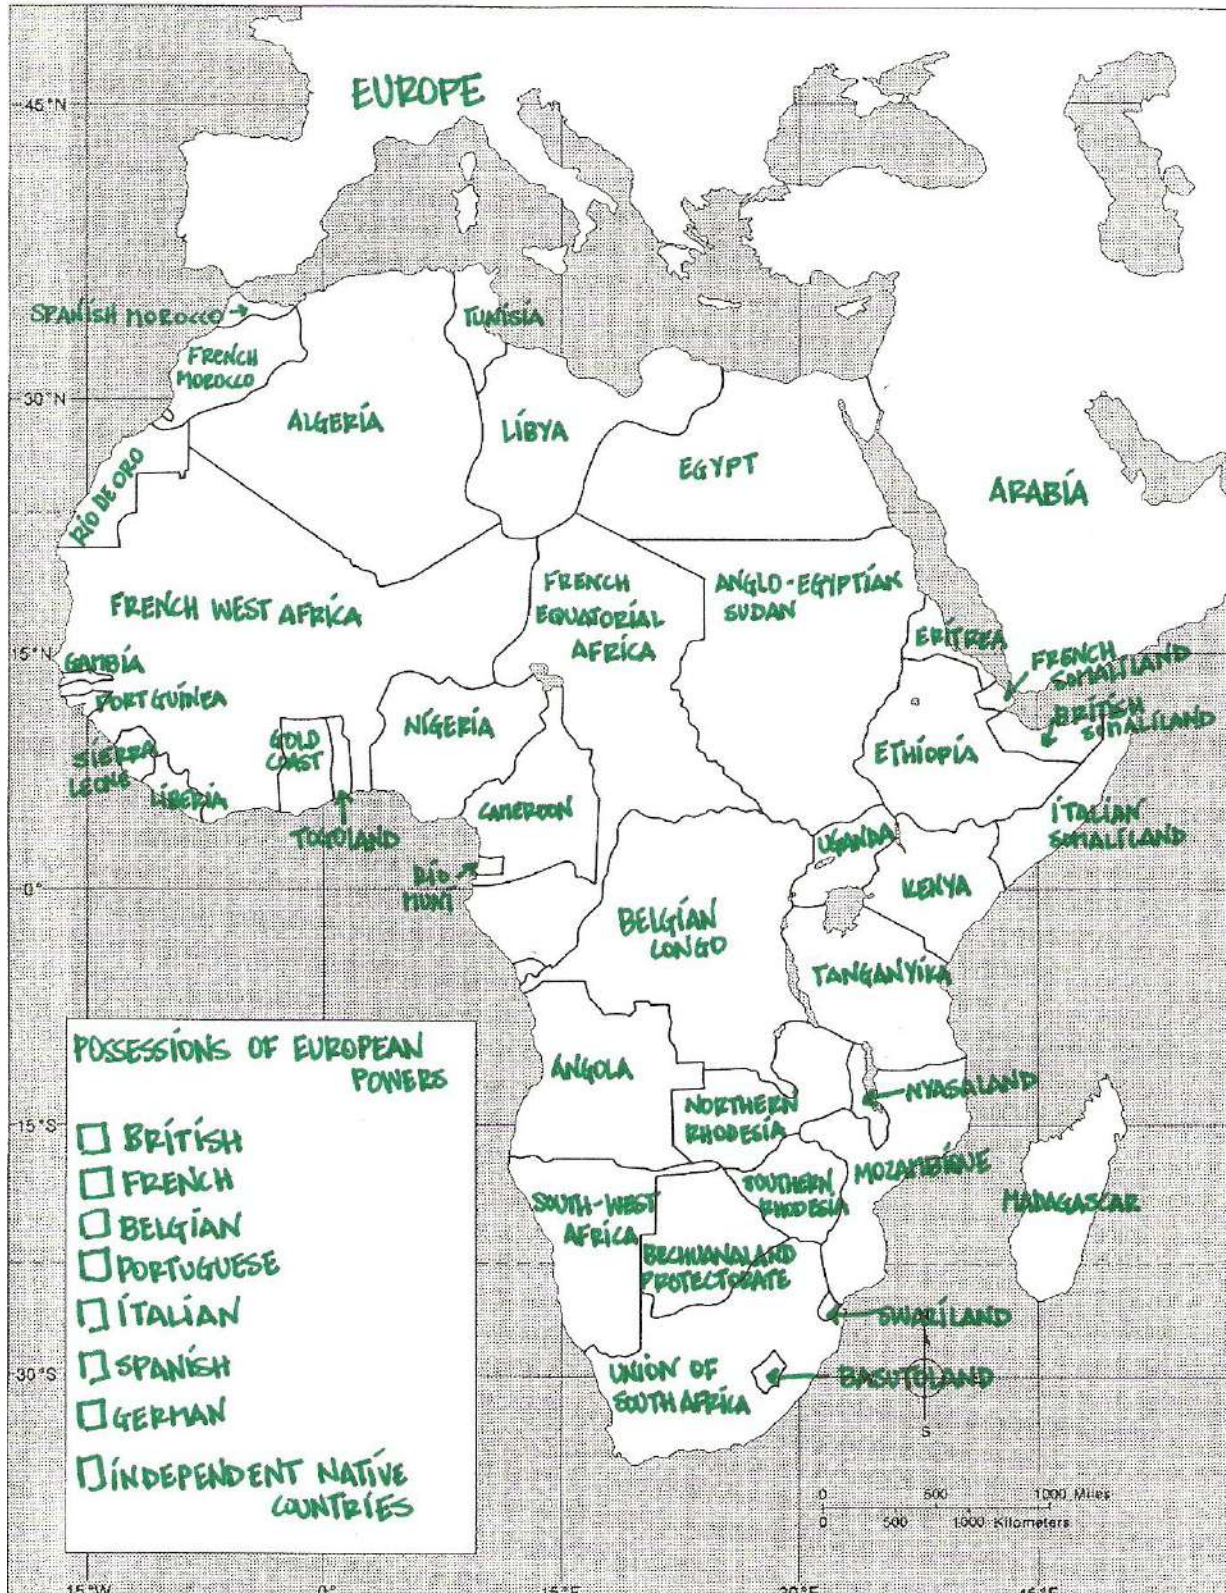 EUROPE
45°N
SPANISH MOROCCO
TUNISIA
FRENCH
MOROCCO
30°N
ALGERIA
LIBYA
EGYPT
ARABIA
RIO DE ORO
FRENCH WEST AFRICA
FRENCH
EQUATORIAL
AFRICA
ANGLO-EGYPTIAN
SUDAN
ERITREA
15°N
FRENCH
SOMALILAND
GAMBIA
PORT GUINEA
BRITISH
SOMALILAND
NIGERIA
GOLD
COAST
SIERRA
LEONE
LIBERIA
ETHIOPIA
TOGOLAND
CAMEROON
ITALIAN
SOMALILAND
UGANDA
RIO
MUNI
0°
KENYA
BELGIAN
CONGO
TANGANYIKA
ANGOLA
NYASALAND
NORTHERN
RHODESIA
15°S
MOZAMBIQUE
MADAGASCAR
SOUTH-WEST
AFRICA
SOUTHERN
RHODESIA
BECHUANALAND
PROTECTORATE
SWAZILAND
30°S
UNION OF
SOUTH AFRICA
BASUTOLAND
S
POSSESSIONS OF EUROPEAN
POWERS
BRITISH
FRENCH
BELGIAN
PORTUGUESE
ITALIAN
SPANISH
GERMAN
INDEPENDENT NATIVE
COUNTRIES
0 500 1000 Miles
0 500 1000 Kilometers
15°W 0° 15°E 30°E 45°E